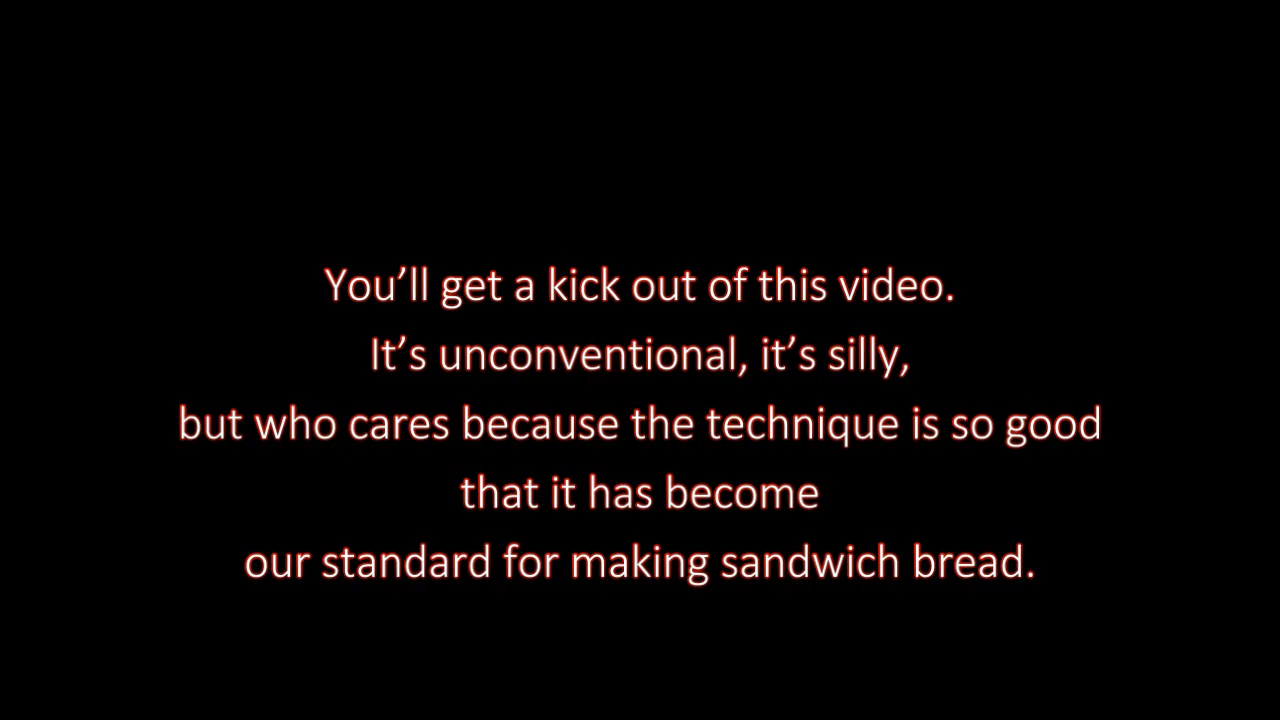 You’ll get a kick out of this video.
It’s unconventional, it’s silly,
but who cares because the technique is so good
that it has become
our standard for making sandwich bread.